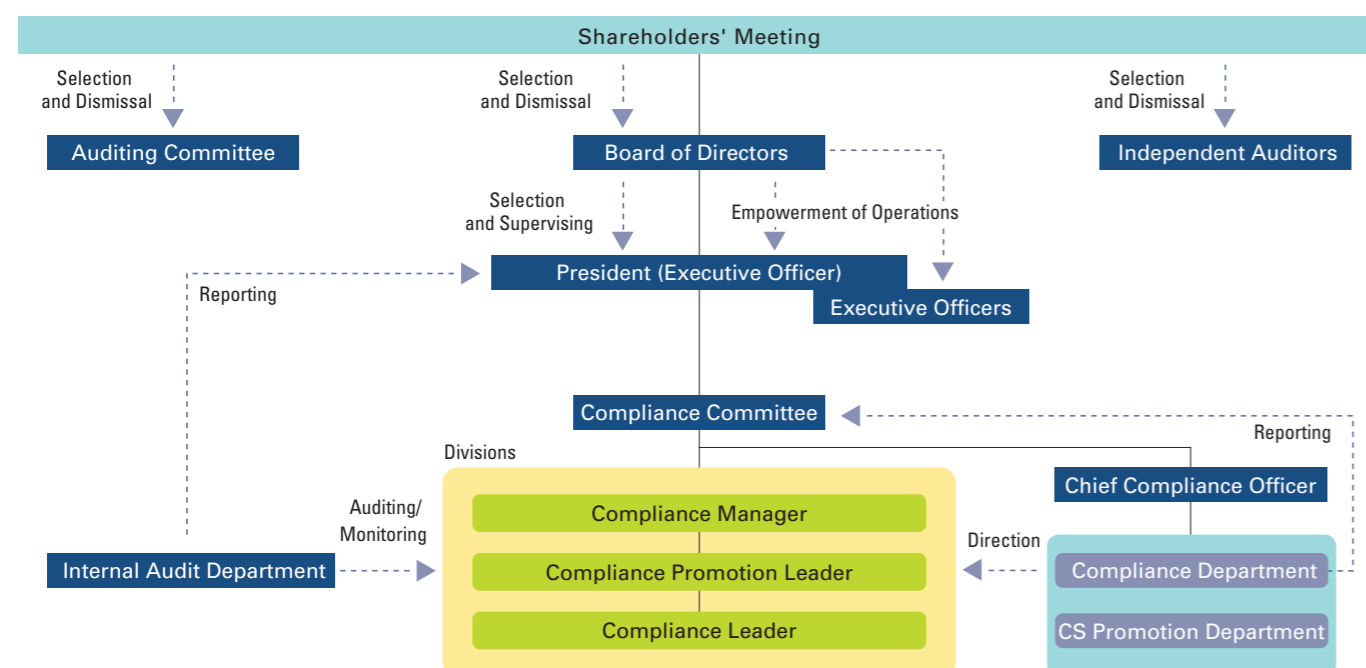 Shareholders' Meeting
Selection
and Dismissal
Selection
and Dismissal
Selection
and Dismissal
Auditing Committee
Board of Directors
Independent Auditors
Selection
and Supervising
Empowerment of Operations
President (Executive Officer)
Reporting
Executive Officers
Compliance Committee
Reporting
Divisions
Chief Compliance Officer
Auditing/
Monitoring
Compliance Manager
Direction
Internal Audit Department
Compliance Promotion Leader
Compliance Department
Compliance Leader
CS Promotion Department